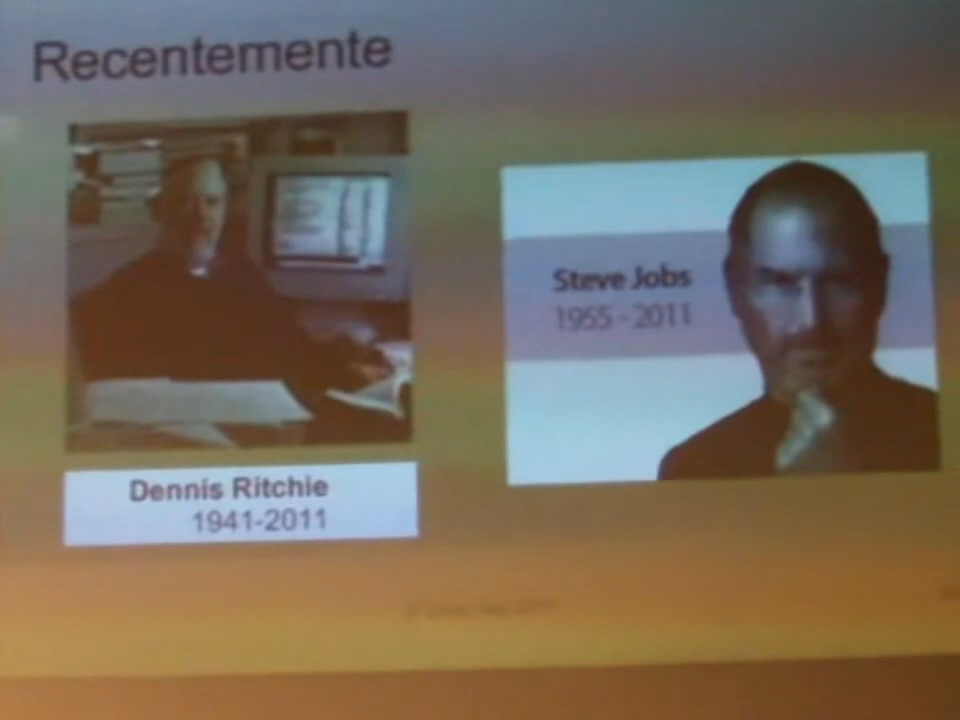 Recentemente
Steve Jobs
1955 - 2011
Dennis Ritchie
1941-2011